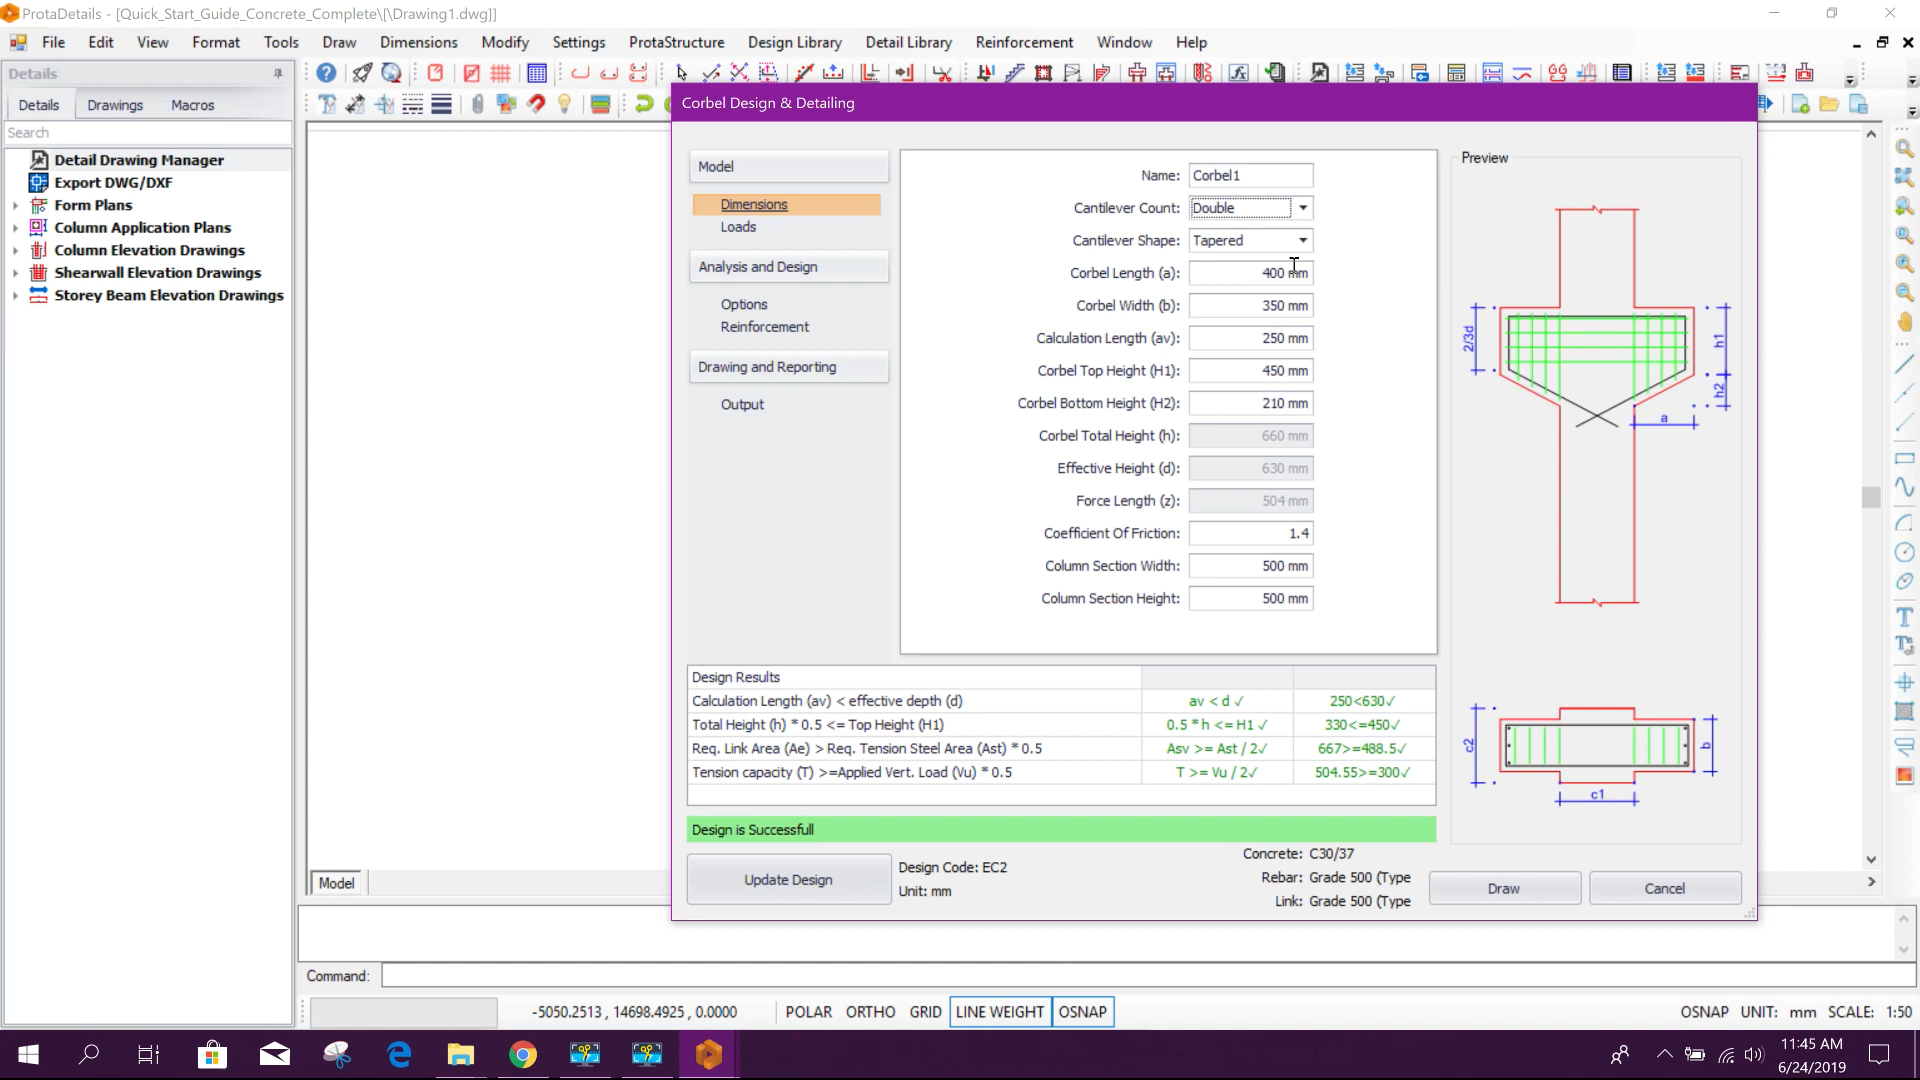 ProtaDetails - [Quick_Start_Guide_Concrete_Complete\[\Drawing1.dwg]]
File Edit View Format Tools Draw Dimensions Modify Settings ProtaStructure Design Library Detail Library Reinforcement Window Help
Details
Details Drawings Macros
Search
Detail Drawing Manager
Export DWG/DXF
Form Plans
Column Application Plans
Column Elevation Drawings
Shearwall Elevation Drawings
Storey Beam Elevation Drawings
Corbel Design & Detailing
Model
Dimensions
Loads
Analysis and Design
Options
Reinforcement
Drawing and Reporting
Output
Name: Corbel1
Cantilever Count: Double
Cantilever Shape: Tapered
Corbel Length (a): 400 mm
Corbel Width (b): 350 mm
Calculation Length (av): 250 mm
Corbel Top Height (H1): 450 mm
Corbel Bottom Height (H2): 210 mm
Corbel Total Height (h): 660 mm
Effective Height (d): 630 mm
Force Length (z): 504 mm
Coefficient Of Friction: 1.4
Column Section Width: 500 mm
Column Section Height: 500 mm
Preview
2/3d
h1
h2
a
c2
b
c1
Design Results
Calculation Length (av) < effective depth (d) av < d ✓ 250<630✓
Total Height (h) * 0.5 <= Top Height (H1) 0.5 * h <= H1 ✓ 330<=450✓
Req. Link Area (Ae) > Req. Tension Steel Area (Ast) * 0.5 Asv >= Ast / 2✓ 667>=488.5✓
Tension capacity (T) >=Applied Vert. Load (Vu) * 0.5 T >= Vu / 2✓ 504.55>=300✓
Design is Successfull
Update Design
Design Code: EC2
Unit: mm
Concrete: C30/37
Rebar: Grade 500 (Type
Link: Grade 500 (Type
Draw Cancel
Model
Command:
-5050.2513 , 14698.4925 , 0.0000 POLAR ORTHO GRID LINE WEIGHT OSNAP OSNAP UNIT: mm SCALE: 1:50
11:45 AM
6/24/2019